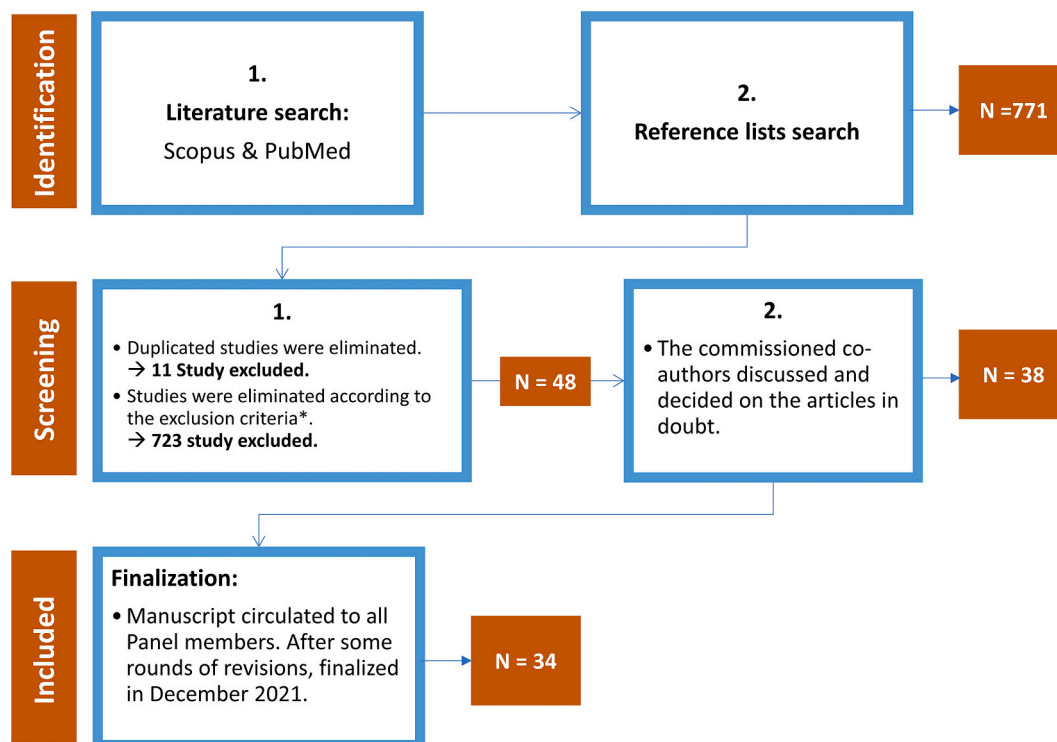 Identification
1.
Literature search:
Scopus & PubMed
2.
Reference lists search
N =771
Screening
1.
• Duplicated studies were eliminated.
→ 11 Study excluded.
• Studies were eliminated according to
the exclusion criteria*.
→ 723 study excluded.
N = 48
2.
• The commissioned co-
authors discussed and
decided on the articles in
doubt.
N = 38
Included
Finalization:
• Manuscript circulated to all
Panel members. After some
rounds of revisions, finalized
in December 2021.
N = 34